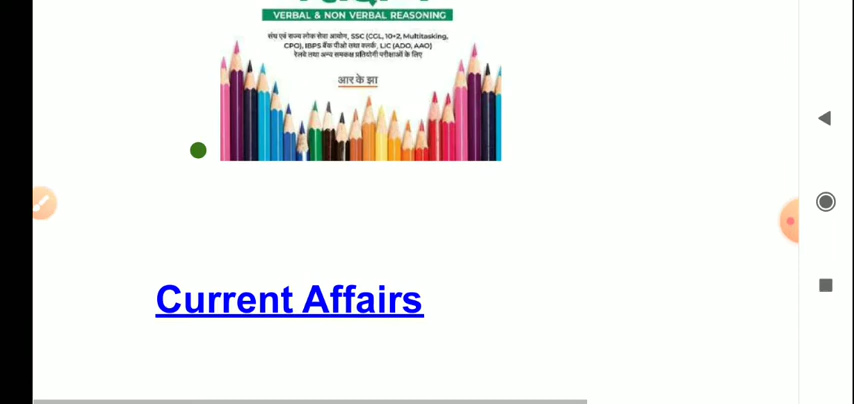 VERBAL & NON VERBAL REASONING
संघ एवं राज्य लोक सेवा आयोग, SSC (CGL, 10+2, Multitasking,
CPO), IBPS बैंक पीओ तथा क्लर्क, LIC (ADO, AAO)
रेलवे तथा अन्य समकक्ष प्रतियोगी परीक्षाओं के लिए
आर के झा
Current Affairs